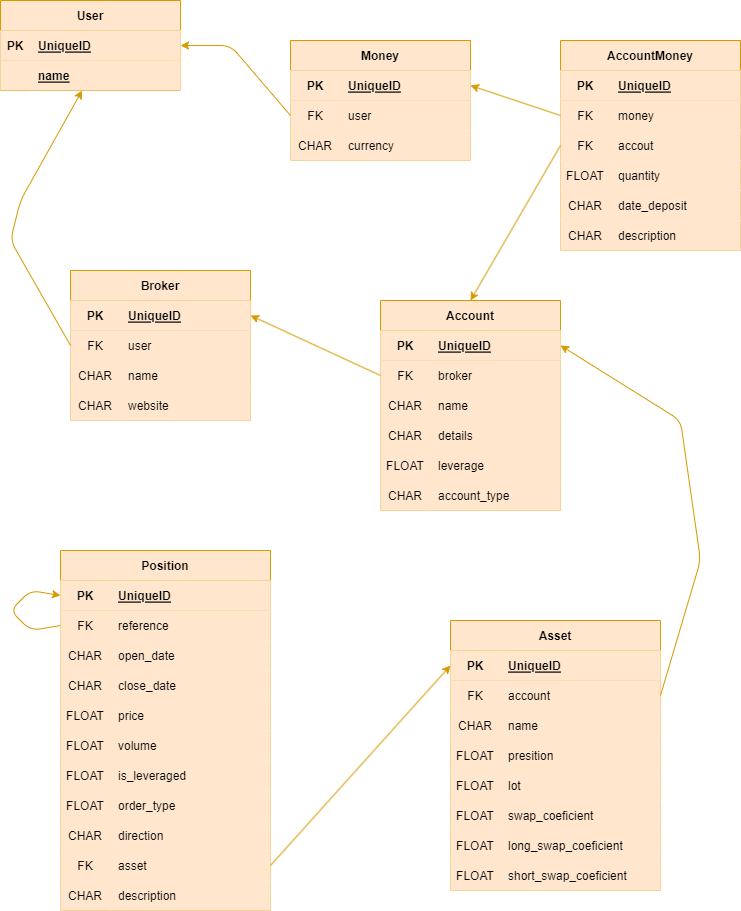 User
PK UniqueID
name
Money
PK UniqueID
FK user
CHAR currency
AccountMoney
PK UniqueID
FK money
FK accout
FLOAT quantity
CHAR date_deposit
CHAR description
Broker
PK UniqueID
FK user
CHAR name
CHAR website
Account
PK UniqueID
FK broker
CHAR name
CHAR details
FLOAT leverage
CHAR account_type
Position
PK UniqueID
FK reference
CHAR open_date
CHAR close_date
FLOAT price
FLOAT volume
FLOAT is_leveraged
FLOAT order_type
CHAR direction
FK asset
CHAR description
Asset
PK UniqueID
FK account
CHAR name
FLOAT presition
FLOAT lot
FLOAT swap_coeficient
FLOAT long_swap_coeficient
FLOAT short_swap_coeficient